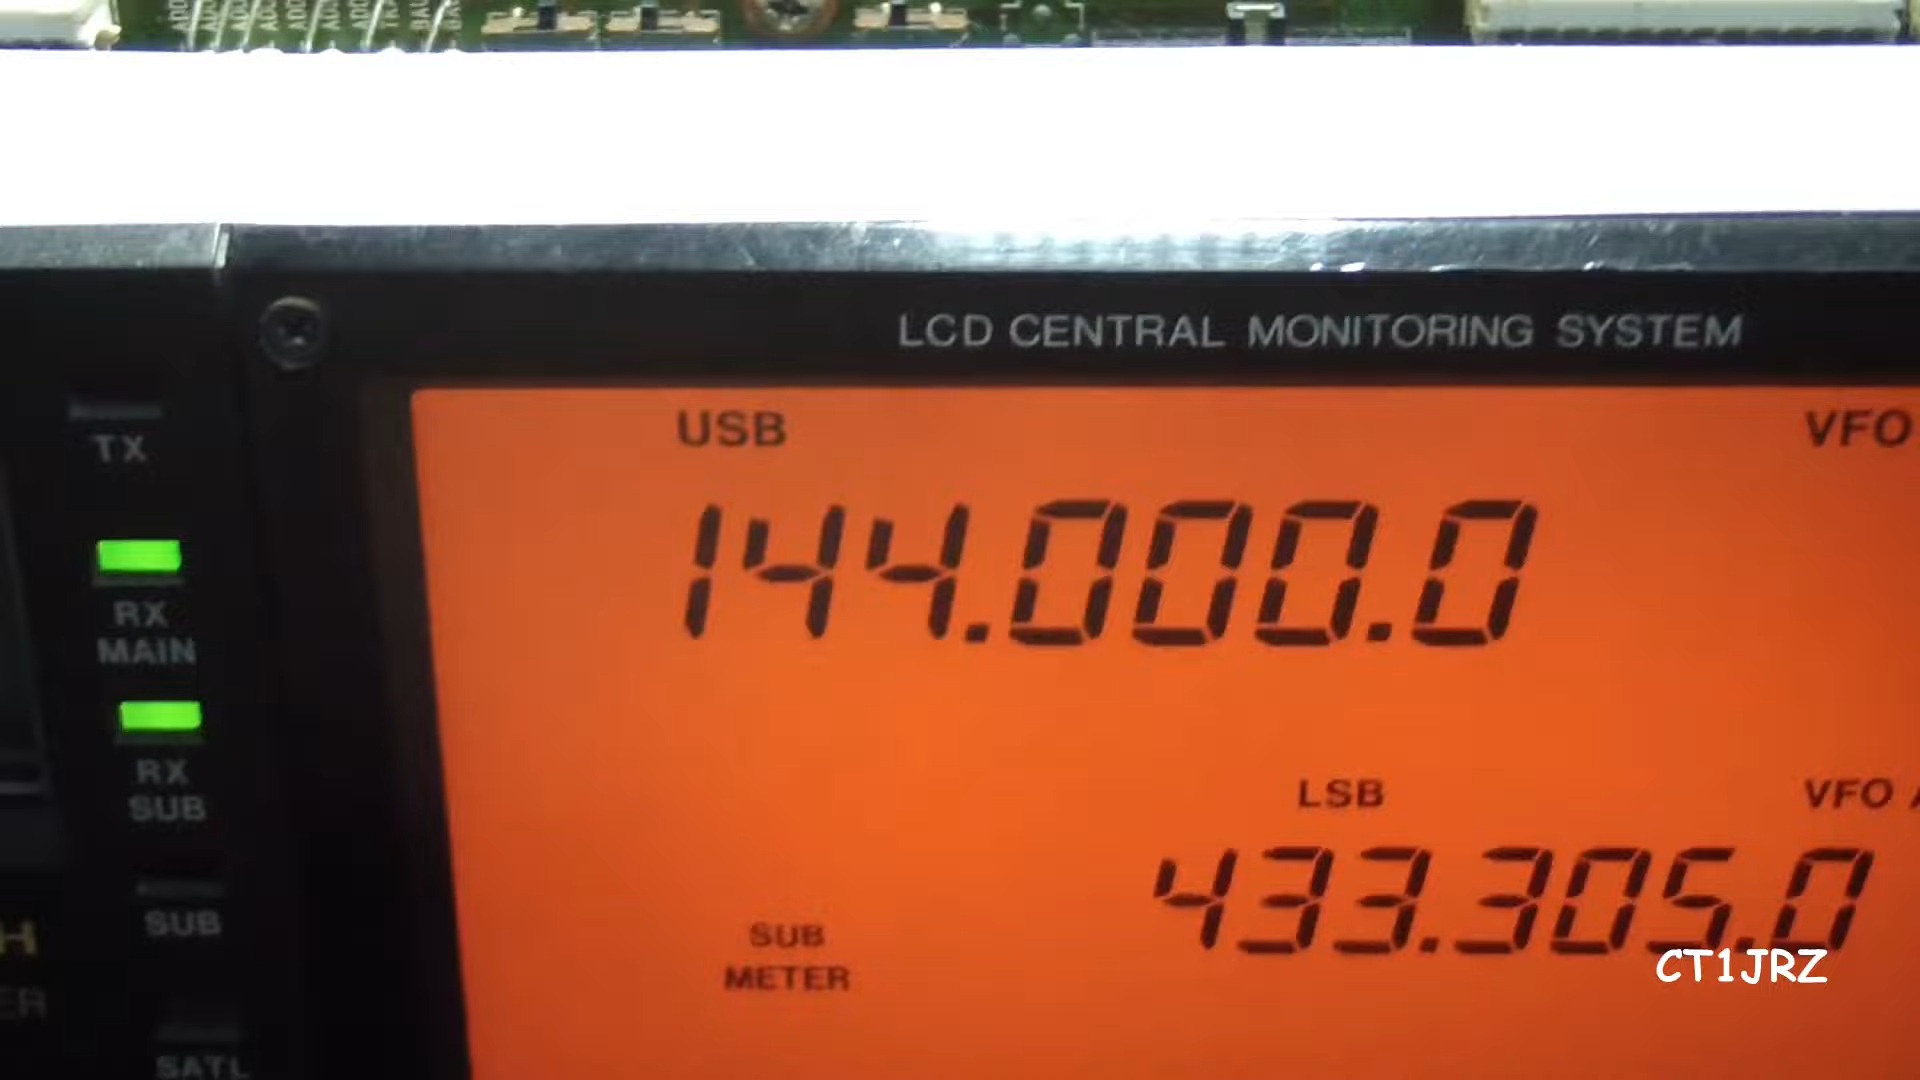 LCD CENTRAL MONITORING SYSTEM
USB
VFO
144.000.0
TX
RX
MAIN
RX
SUB
SUB
SATL
LSB
VFO
433.305.0
SUB
METER
CT1JRZ